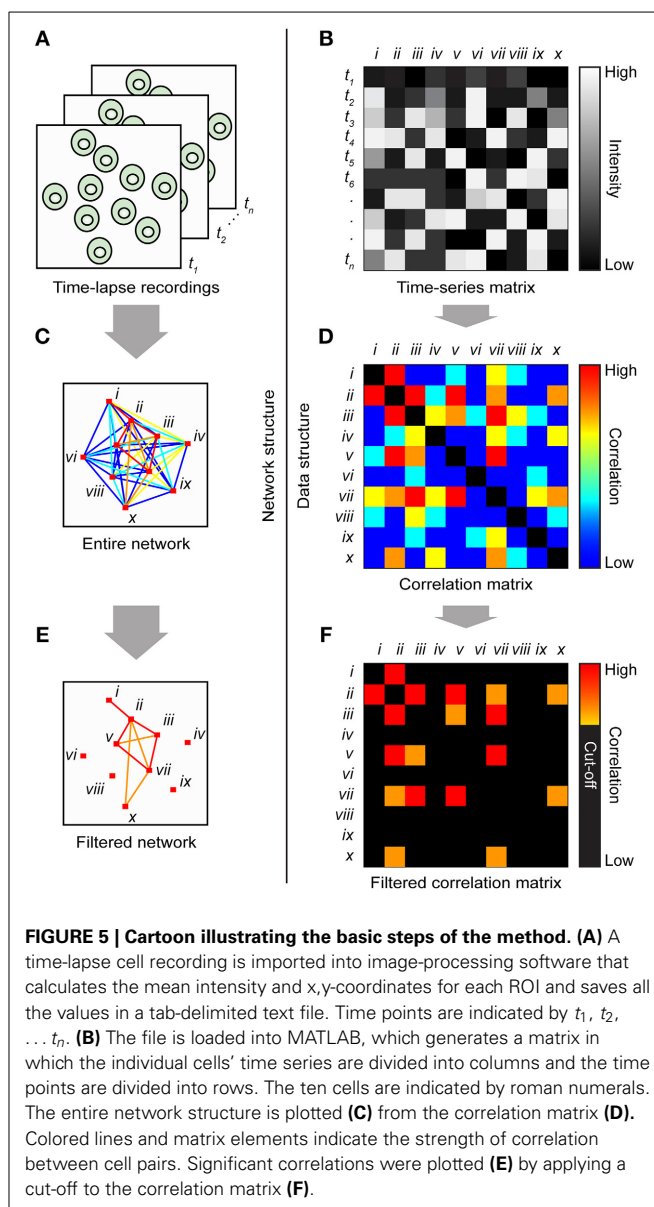 A
B
i ii iii iv v vi vii viii ix x
t1
t2
t3
t4
t5
t6
.
.
.
tn
High
Intensity
Low
t1
t2
tn
Time-lapse recordings
Time-series matrix
C
D
Network structure
Data structure
i
ii
iii
iv
vi
viii
ix
x
Entire network
i ii iii iv v vi vii viii ix x
i
ii
iii
iv
v
vi
vii
viii
ix
x
High
Correlation
Low
Correlation matrix
E
F
i
ii
iii
iv
v
vi
vii
viii
ix
x
Filtered network
i ii iii iv v vi vii viii ix x
i
ii
iii
iv
v
vi
vii
viii
ix
x
High
Correlation
Cut-off
Low
Filtered correlation matrix
FIGURE 5 | Cartoon illustrating the basic steps of the method. (A) A
time-lapse cell recording is imported into image-processing software that
calculates the mean intensity and x,y-coordinates for each ROI and saves all
the values in a tab-delimited text file. Time points are indicated by t1, t2,
... tn. (B) The file is loaded into MATLAB, which generates a matrix in
which the individual cells' time series are divided into columns and the time
points are divided into rows. The ten cells are indicated by roman numerals.
The entire network structure is plotted (C) from the correlation matrix (D).
Colored lines and matrix elements indicate the strength of correlation
between cell pairs. Significant correlations were plotted (E) by applying a
cut-off to the correlation matrix (F).